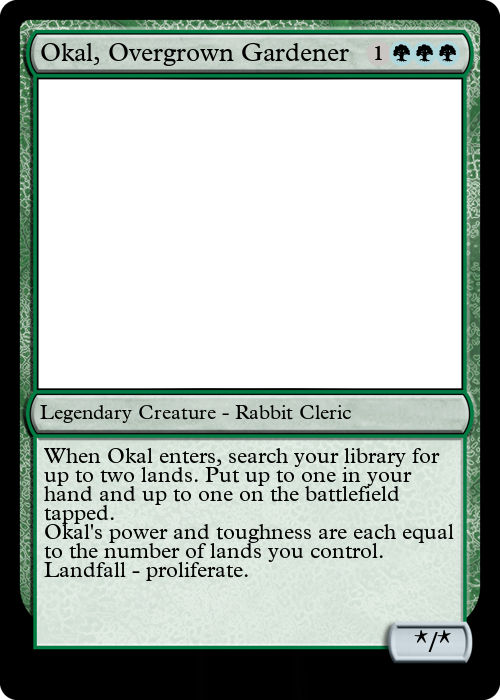 Okal, Overgrown Gardener 1
Legendary Creature - Rabbit Cleric
When Okal enters, search your library for
up to two lands. Put up to one in your
hand and up to one on the battlefield
tapped.
Okal's power and toughness are each equal
to the number of lands you control.
Landfall - proliferate.
*/*